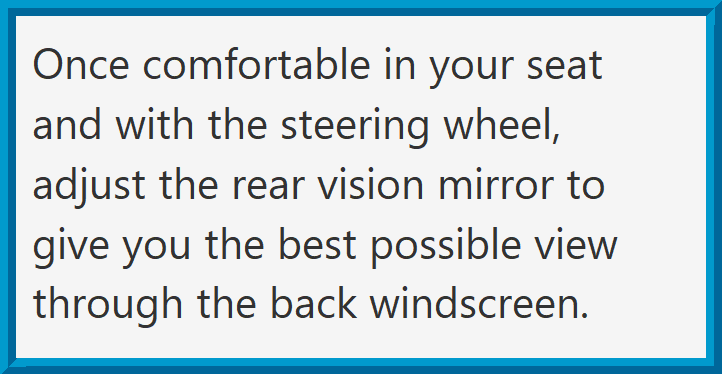 Once comfortable in your seat
and with the steering wheel,
adjust the rear vision mirror to
give you the best possible view
through the back windscreen.